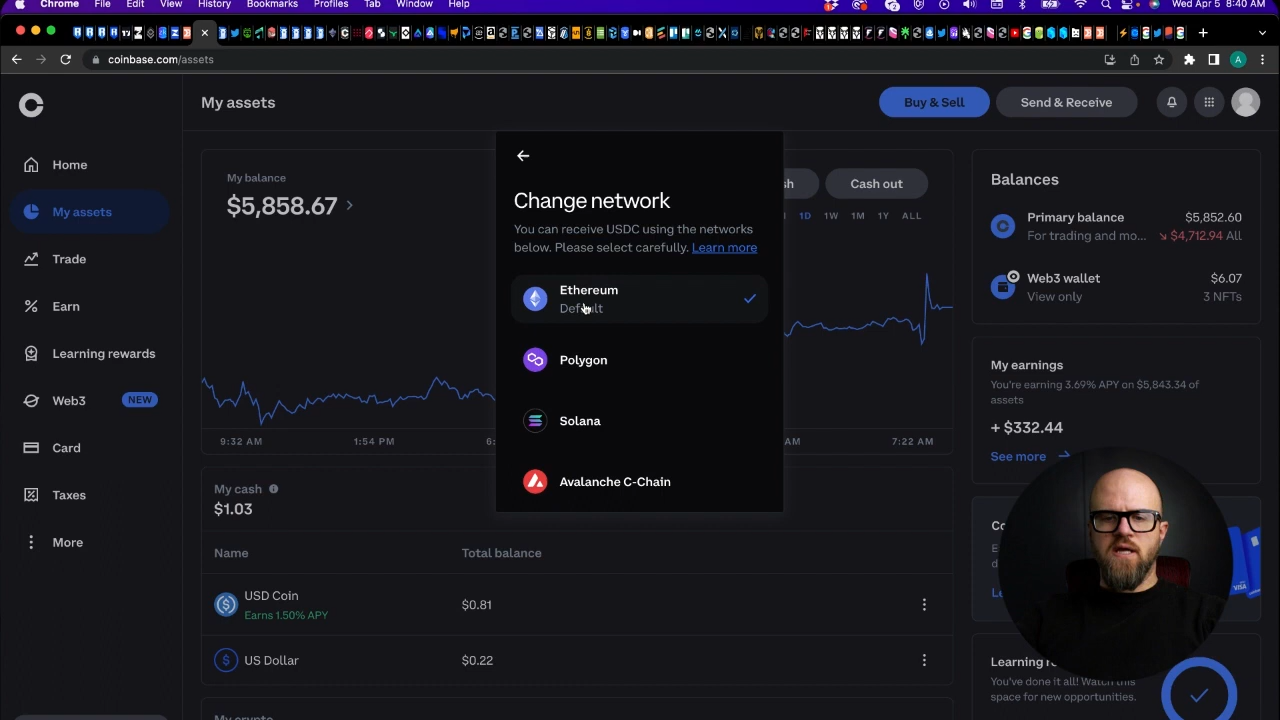 Chrome File Edit View History Bookmarks Profiles Tab Window Help Wed Apr 5 8:40 AM
coinbase.com/assets
A
My assets
Buy & Sell
Send & Receive
Home
My assets
Trade
Earn
Learning rewards
Web3 NEW
Card
Taxes
More
My balance
$5,858.67
Cash out
1D 1W 1M 1Y ALL
9:32 AM 1:54 PM 7:22 AM
Change network
You can receive USDC using the networks
below. Please select carefully. Learn more
Ethereum
Default
Polygon
Solana
Avalanche C-Chain
My cash
$1.03
Name Total balance
USD Coin $0.81
Earns 1.50% APY
US Dollar $0.22
My crypto
Balances
Primary balance $5,852.60
For trading and mo... $4,712.94 All
Web3 wallet $6.07
View only 3 NFTs
My earnings
You're earning 3.69% APY on $5,843.34 of
assets
+ $332.44
See more
VISA
Learning
You've done it all! Watch this
space for new opportunities.